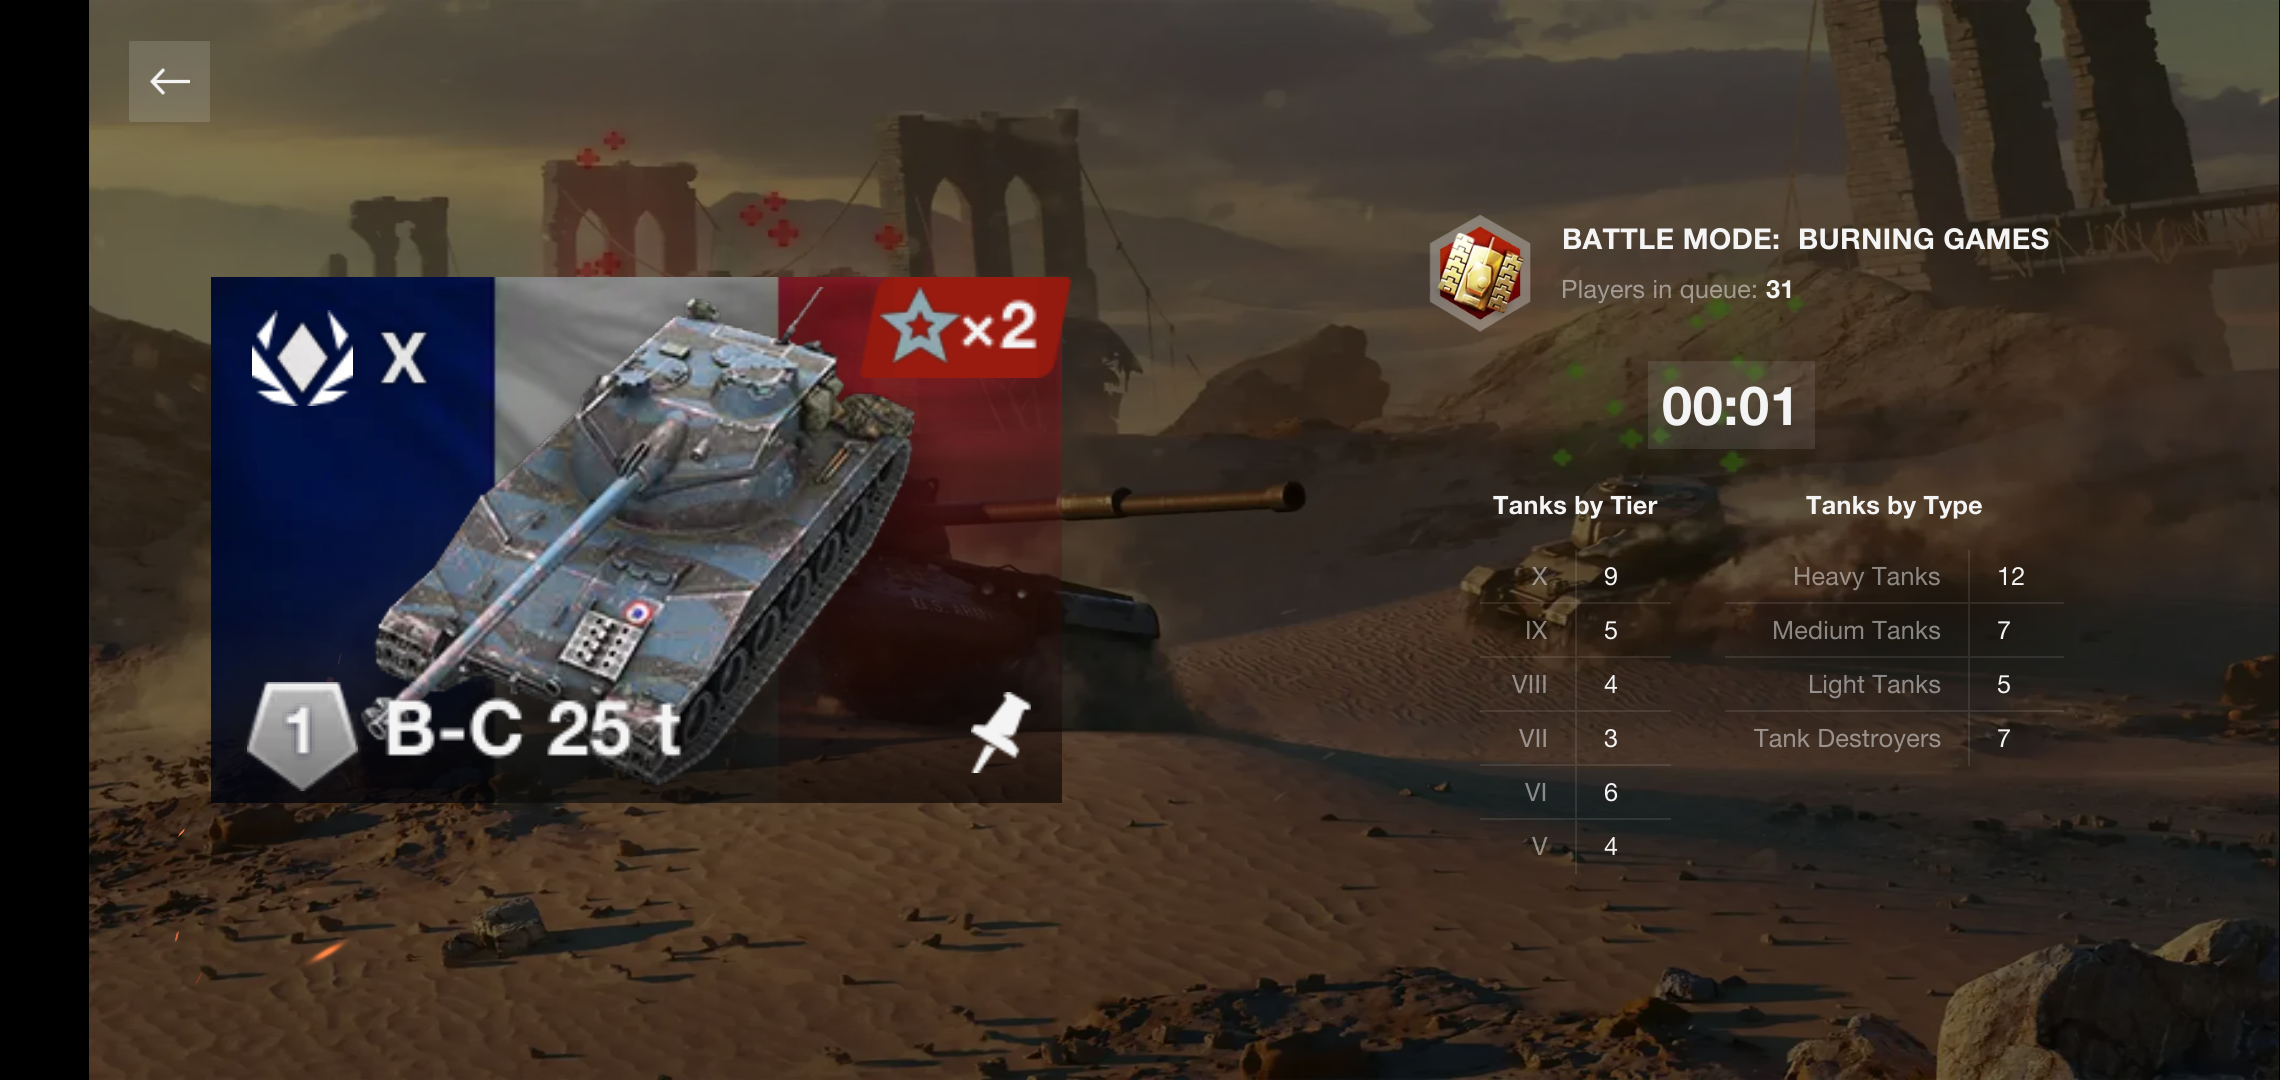 X
×2
1 B-C 25 t
BATTLE MODE: BURNING GAMES
Players in queue: 31
00:01
Tanks by Tier
X 9
IX 5
VIII 4
VII 3
VI 6
V 4
Tanks by Type
Heavy Tanks 12
Medium Tanks 7
Light Tanks 5
Tank Destroyers 7